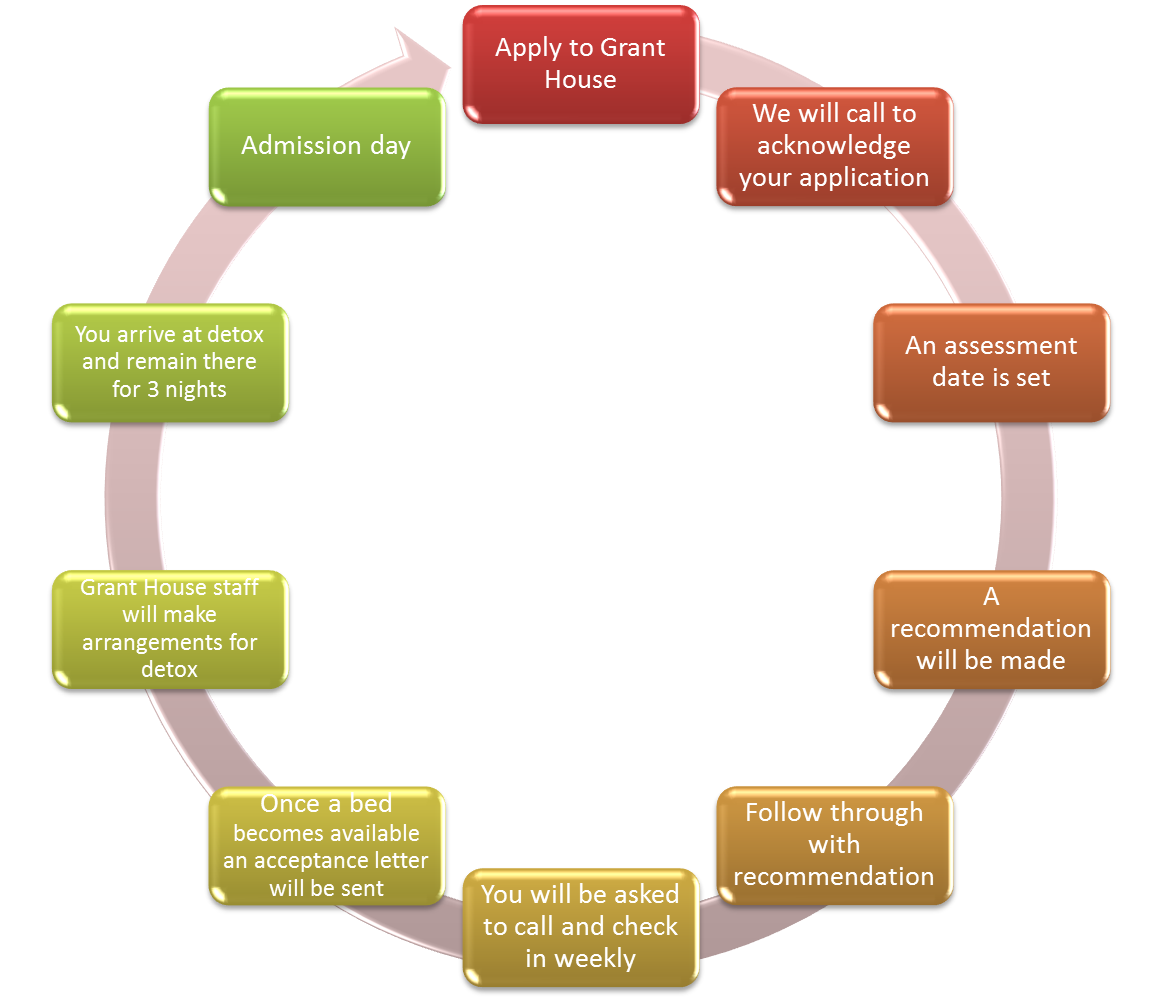 Apply to Grant
House
We will call to
acknowledge
your application
An assessment
date is set
A
recommendation
will be made
Follow through
with
recommendation
You will be asked
to call and check
in weekly
Once a bed
becomes available
an acceptance letter
will be sent
Grant House staff
will make
arrangements for
detox
You arrive at detox
and remain there
for 3 nights
Admission day